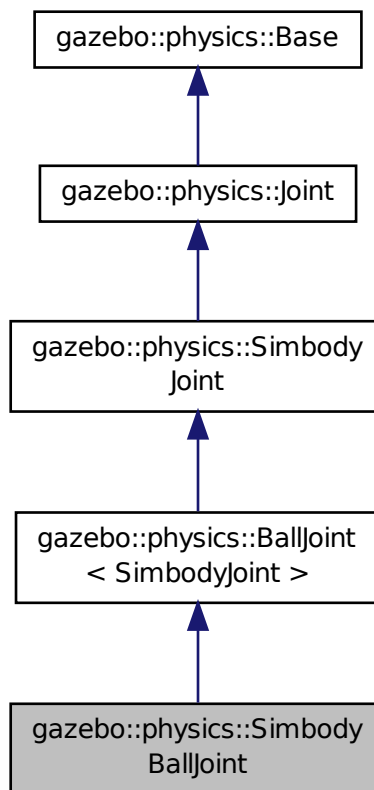 gazebo::physics::Base
gazebo::physics::Joint
gazebo::physics::Simbody
Joint
gazebo::physics::BallJoint
< SimbodyJoint >
gazebo::physics::Simbody
BallJoint